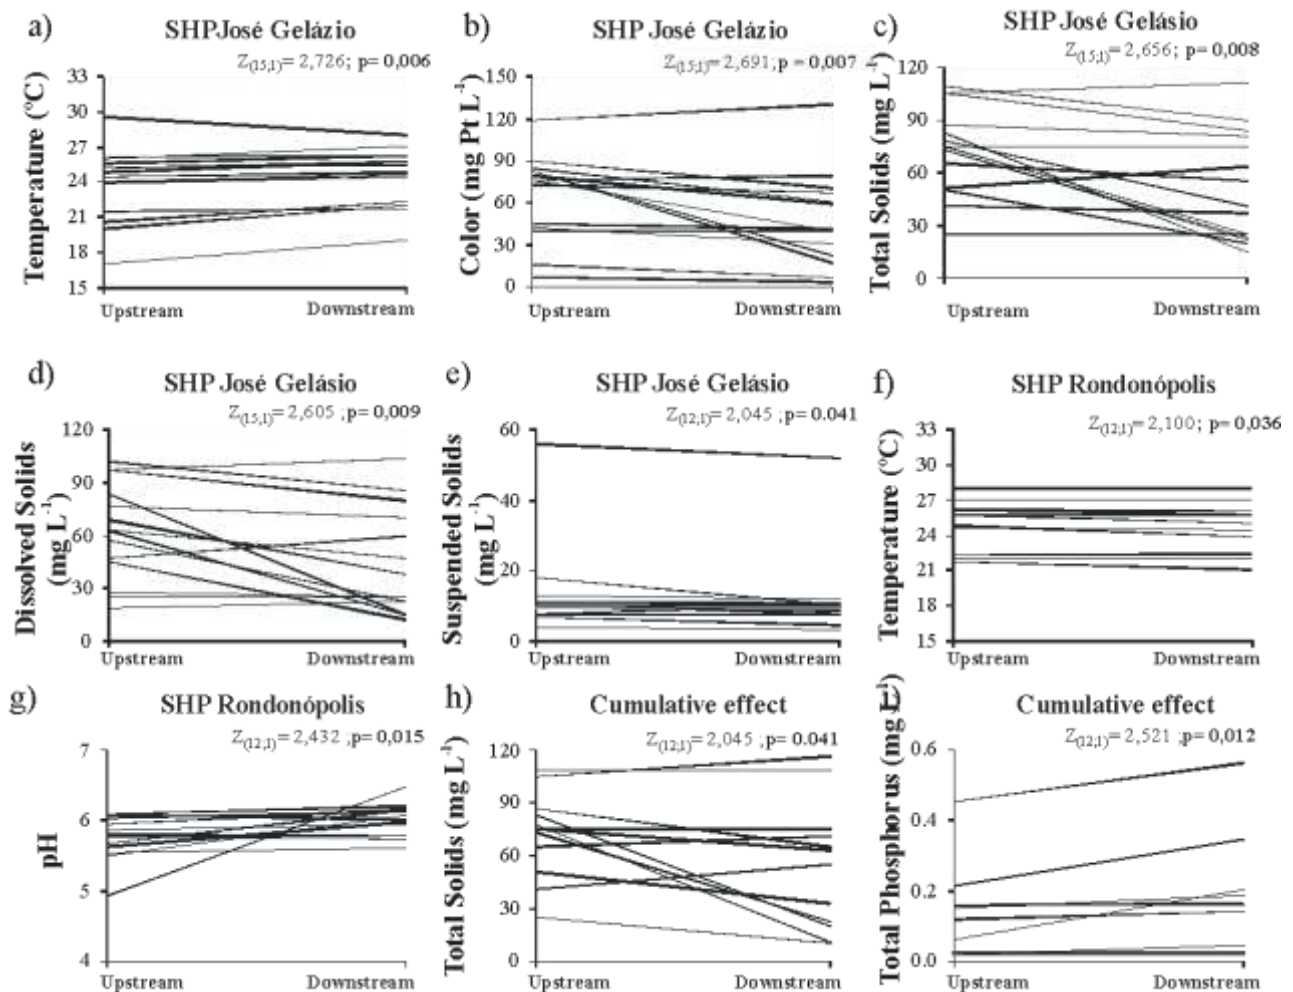 a)
SHPJosé Gelázio
Z(15;1)= 2,726; p= 0,006
Temperature (ºC)
33
30
27
24
21
18
15
Upstream
Downstream
b)
SHP José Gelázio
Z(15;1)= 2,691; p = 0,007
Color (mg Pt L-1)
150
120
90
60
30
0
Upstream
Downstream
c)
SHP José Gelásio
Z(15;1)= 2,656; p= 0,008
Total Solids (mg L-1)
120
90
60
30
0
Upstream
Downstream
d)
SHP José Gelásio
Z(15;1)= 2,605 ;p= 0,009
Dissolved Solids
(mg L-1)
120
90
60
30
0
Upstream
Downstream
e)
SHP José Gelásio
Z(12;1)= 2,045 ;p= 0.041
Suspended Solids
(mg L-1)
60
40
20
0
Upstream
Downstream
f)
SHP Rondonópolis
Z(12;1)= 2,100; p= 0,036
Temperature (ºC)
33
30
27
24
21
18
15
Upstream
Downstream
g)
SHP Rondonópolis
Z(12;1)= 2,432 ;p= 0,015
pH
7
6
5
4
Upstream
Downstream
h)
Cumulative effect
Z(12;1)= 2,045 ;p= 0.041
Total Solids (mg L-1)
120
90
60
30
0
Upstream
Downstream
Cumulative effect
Z(12;1)= 2,521 ;p= 0,012
Total Phosphorus (mg L-1)
0.6
0.4
0.2
0.0
Upstream
Downstream